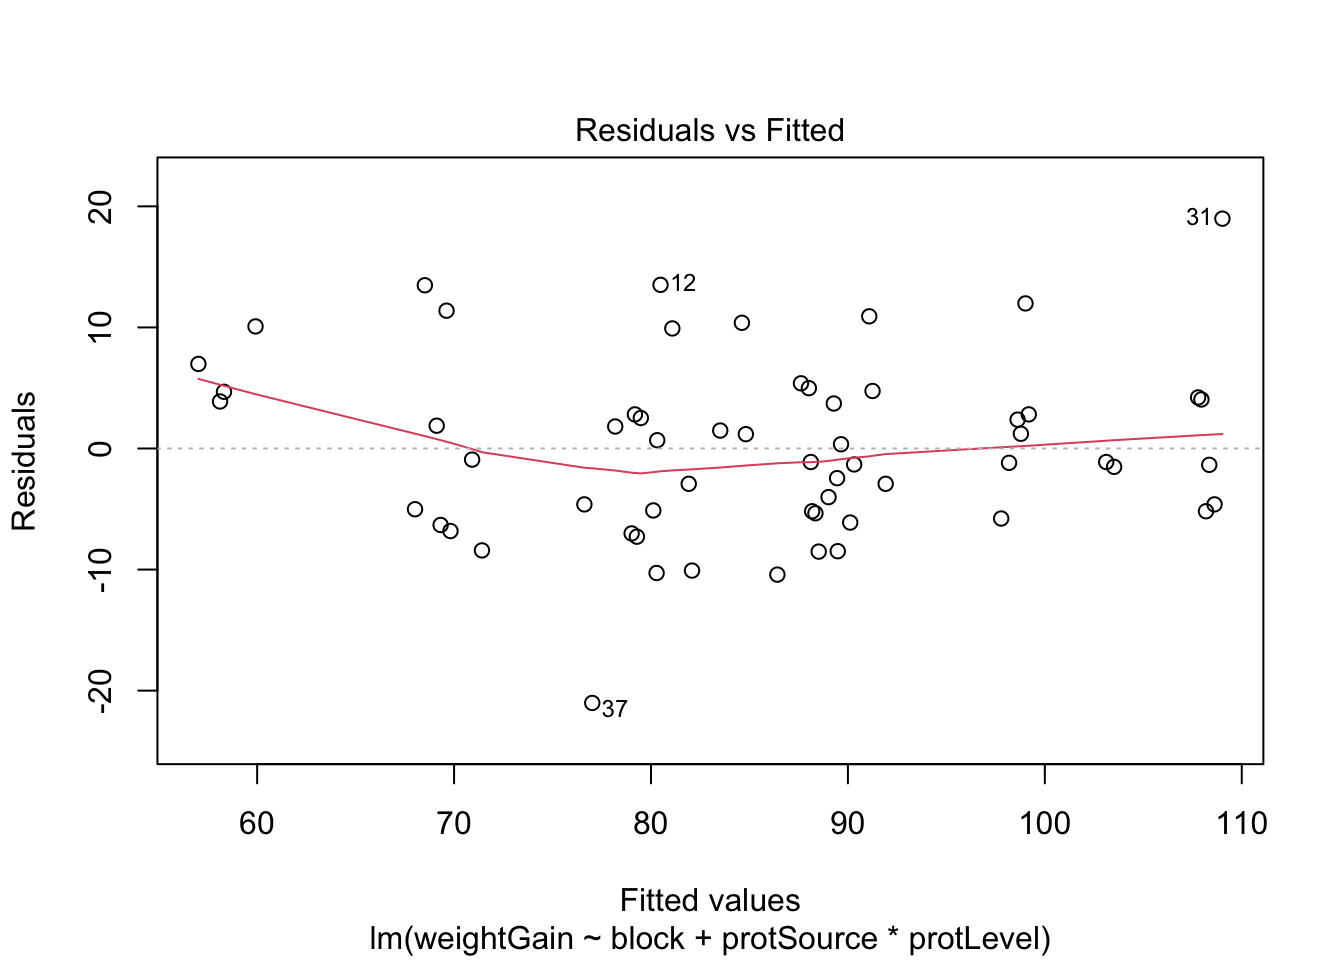 Residuals vs Fitted
20
10
0
-10
-20
Residuals
31
12
37
60 70 80 90 100 110
Fitted values
lm(weightGain ~ block + protSource * protLevel)